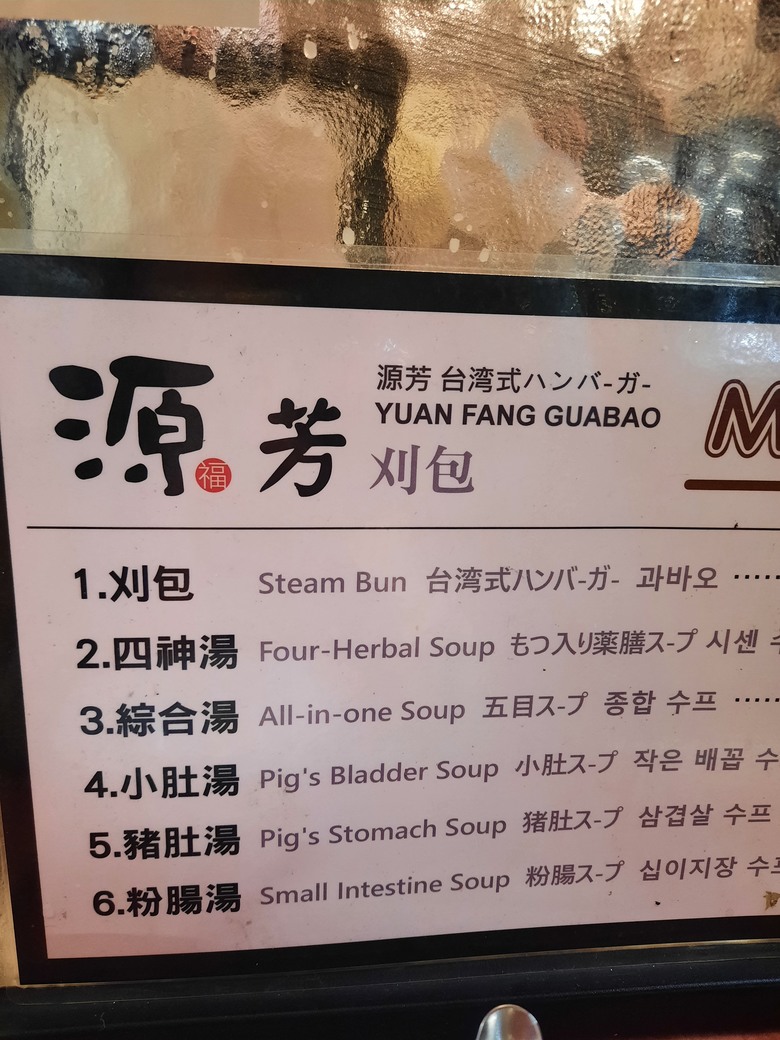 源芳
福
源芳 台湾式ハンバ-ガ-
YUAN FANG GUABAO
刈包
M
1.刈包 Steam Bun 台湾式ハンバ-ガ- 과바오 ······
2.四神湯 Four-Herbal Soup もつ入り薬膳ス-プ 시센
3.綜合湯 All-in-one Soup 五目ス-プ 종합 수프 ······
4.小肚湯 Pig's Bladder Soup 小肚ス-プ 작은 배꼽 수
5.豬肚湯 Pig's Stomach Soup 猪肚ス-プ 삼겹살 수프
6.粉腸湯 Small Intestine Soup 粉腸ス-プ 십이지장 수프